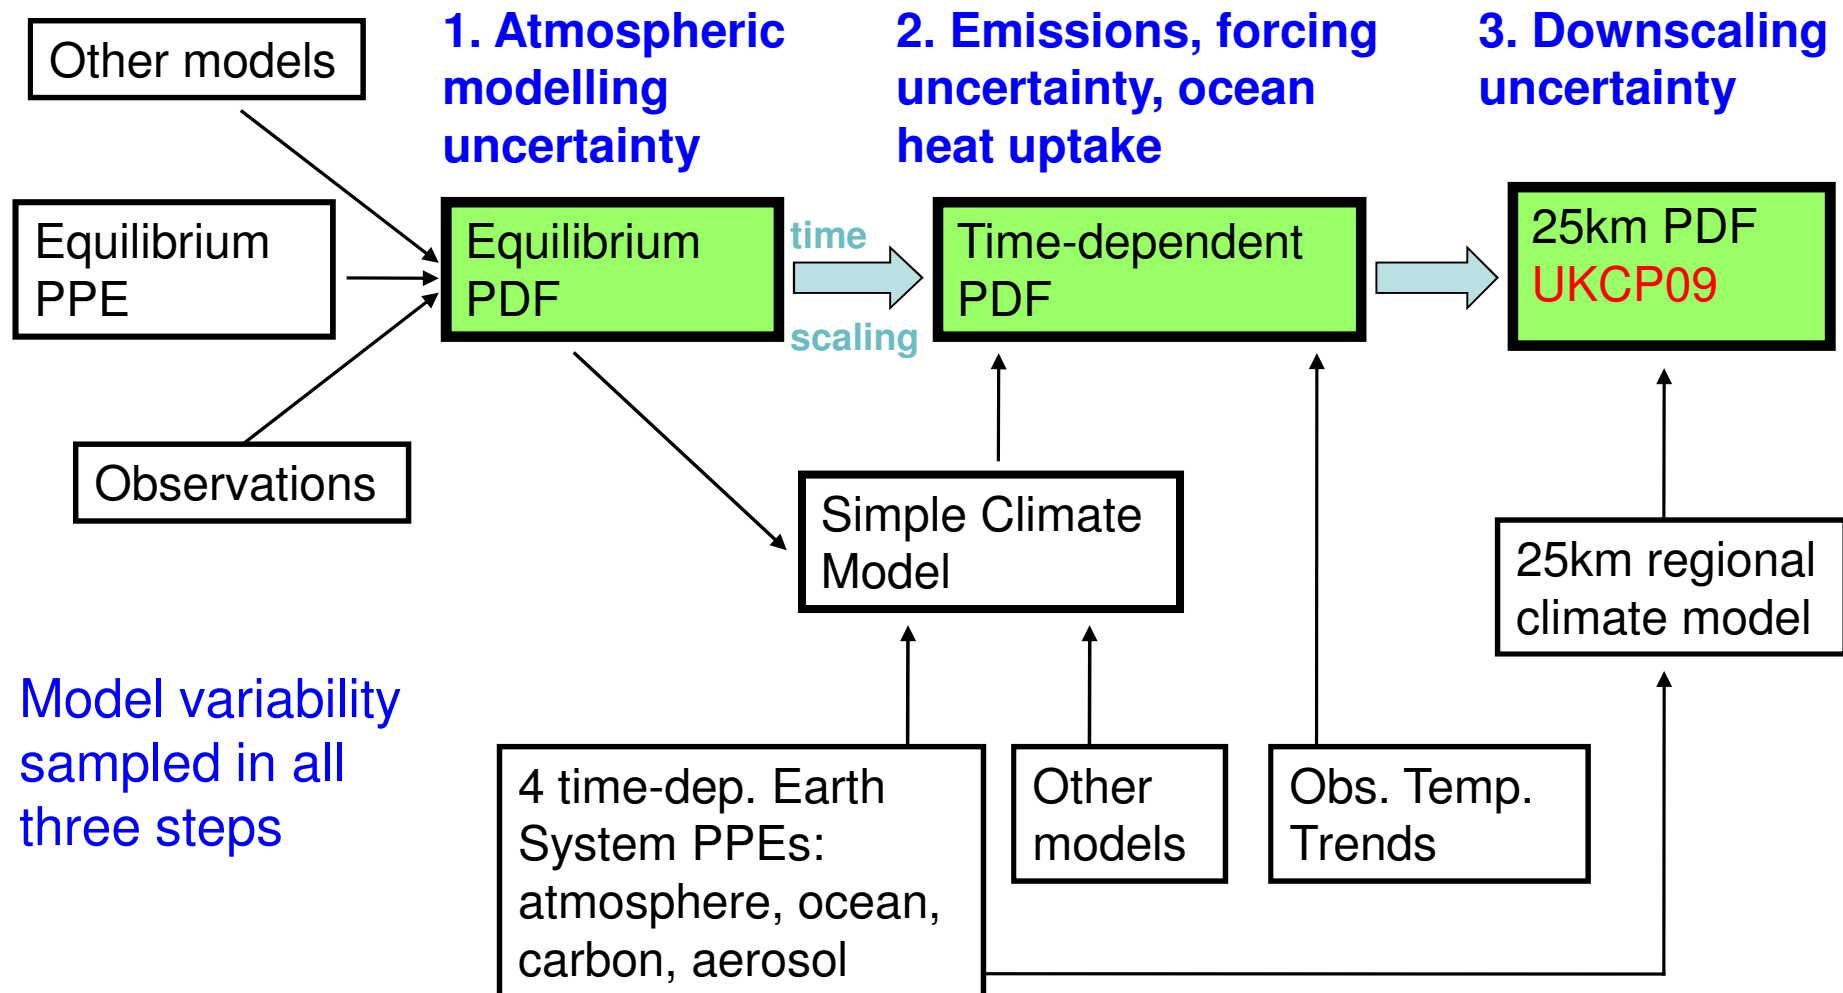 Other models
1. Atmospheric
modelling
uncertainty
2. Emissions, forcing
uncertainty, ocean
heat uptake
3. Downscaling
uncertainty
Equilibrium
PPE
Equilibrium
PDF
time
scaling
Time-dependent
PDF
25km PDF
UKCP09
Observations
Simple Climate
Model
25km regional
climate model
Model variability
sampled in all
three steps
4 time-dep. Earth
System PPEs:
atmosphere, ocean,
carbon, aerosol
Other
models
Obs. Temp.
Trends